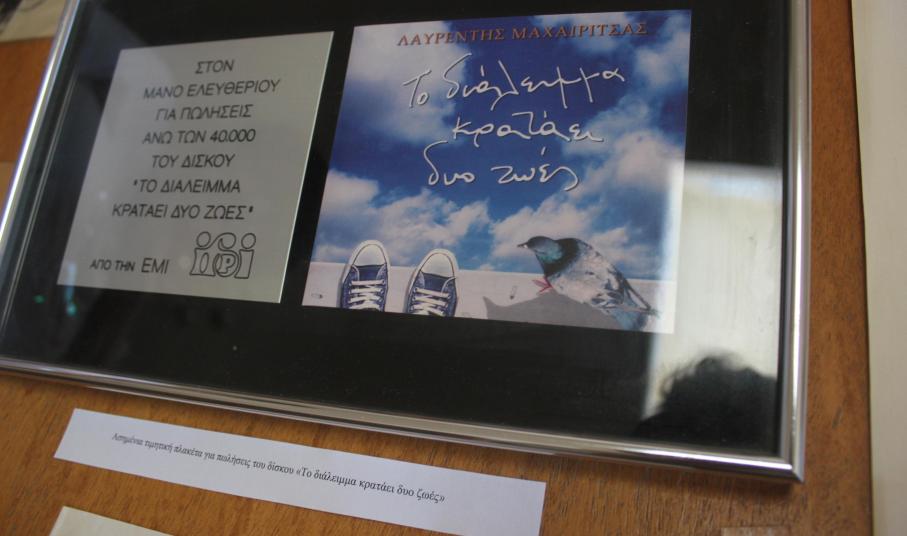 ΣΤΟΝ
ΜΑΝΟ ΕΛΕΥΘΕΡΙΟΥ
ΓΙΑ ΠΩΛΗΣΕΙΣ
ΑΝΩ ΤΩΝ 40.000
ΤΟΥ ΔΙΣΚΟΥ
"ΤΟ ΔΙΑΛΕΙΜΜΑ
ΚΡΑΤΑΕΙ ΔΥΟ ΖΩΕΣ"
ΑΠΟ ΤΗΝ EMI
ifpi
ΛΑΥΡΕΝΤΗΣ ΜΑΧΑΙΡΙΤΣΑΣ
Το διάλειμμα
κρατάει
δυο ζωές
Ασημένια τιμητική πλακέτα για πωλήσεις του δίσκου «Το διάλειμμα κρατάει δυο ζωές»